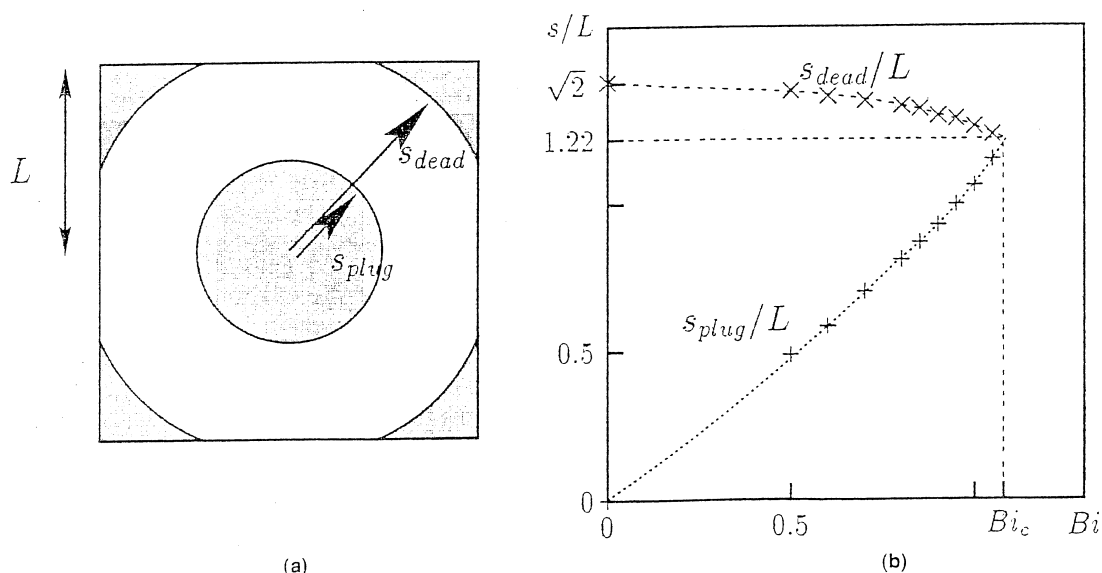 L
s_dead
s_plug
(a)
s/L
√2
s_dead/L
1.22
s_plug/L
0.5
0
0
0.5
Bi_c
Bi
(b)